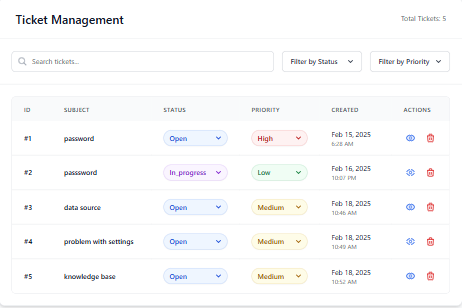 Ticket Management
Total Tickets: 5
Search tickets...
Filter by Status
Filter by Priority
ID SUBJECT STATUS PRIORITY CREATED ACTIONS
#1 password Open High Feb 15, 2025
6:28 AM
#2 passsword In_progress Low Feb 16, 2025
10:07 PM
#3 data source Open Medium Feb 18, 2025
10:46 AM
#4 problem with settings Open Medium Feb 18, 2025
10:49 AM
#5 knowledge base Open Medium Feb 18, 2025
10:52 AM